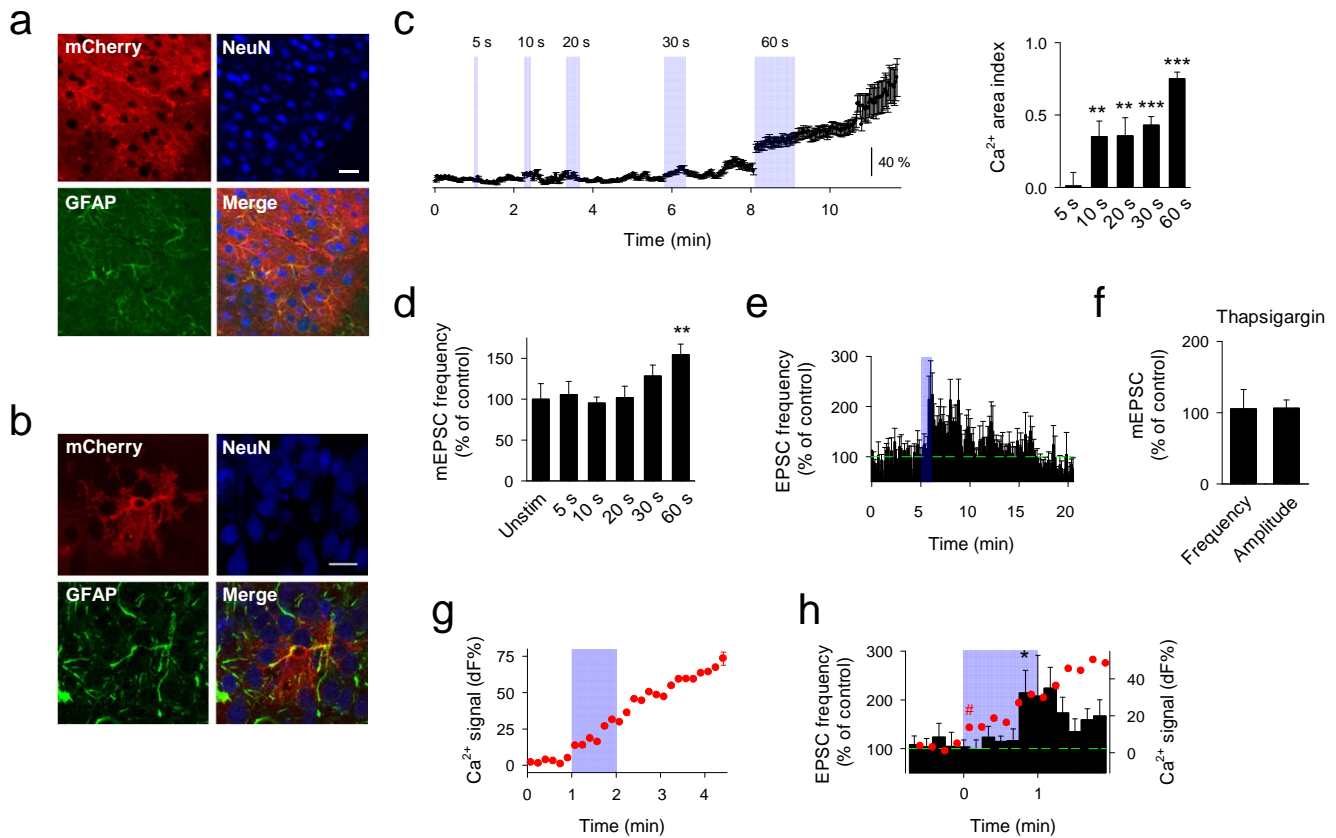 a
mCherry
NeuN
GFAP
Merge
b
mCherry
NeuN
GFAP
Merge
c
5 s
10 s
20 s
30 s
60 s
40 %
0
2
4
6
8
10
Time (min)
Ca2+ area index
1.0
0.5
0.0
**
**
***
***
5 s
10 s
20 s
30 s
60 s
d
mEPSC frequency
(% of control)
150
100
50
0
**
Unstim
5 s
10 s
20 s
30 s
60 s
e
EPSC frequency
(% of control)
300
200
100
0
5
10
15
20
Time (min)
f
Thapsigargin
mEPSC
(% of control)
200
100
0
Frequency
Amplitude
g
Ca2+ signal (dF%)
75
50
25
0
0
1
2
3
4
Time (min)
h
EPSC frequency
(% of control)
300
200
100
#
*
40
20
0
Ca2+ signal (dF%)
0
1
Time (min)